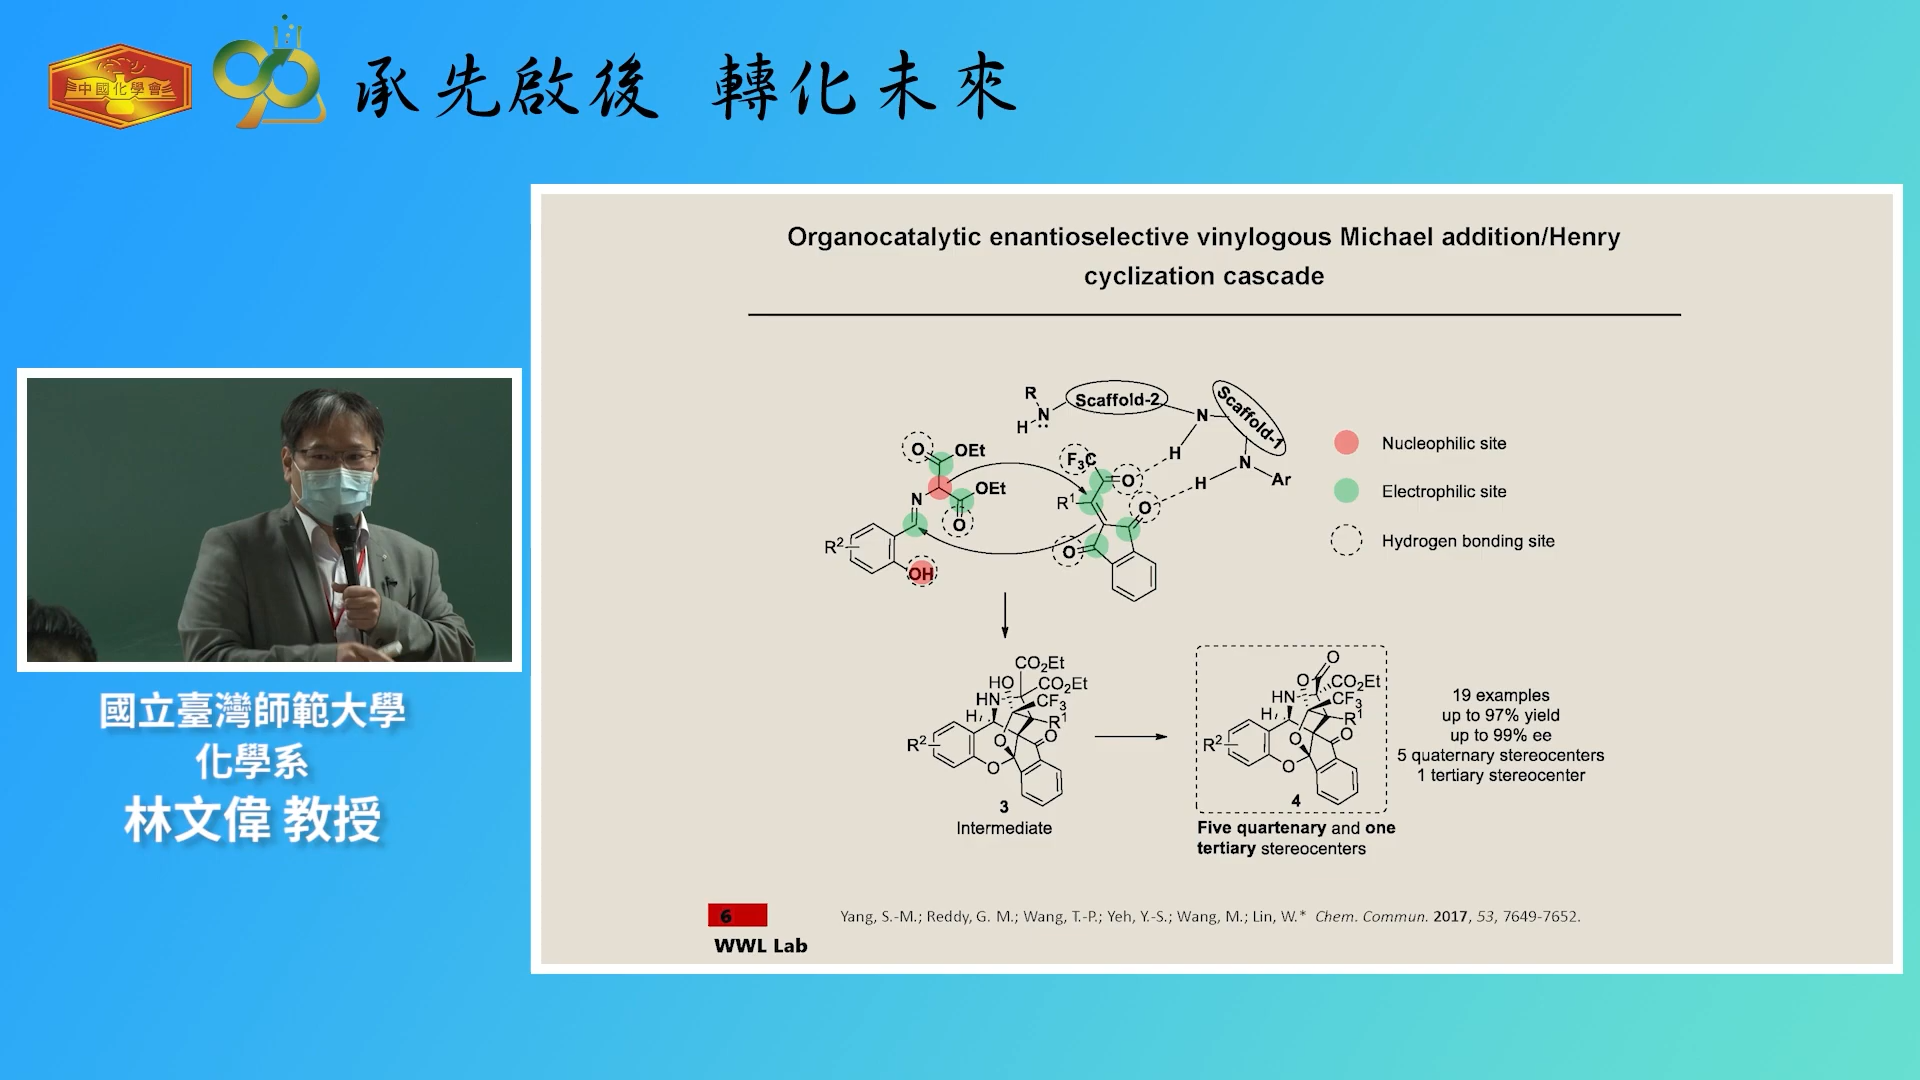 中國化學會
90
承先啟後 轉化未來
Organocatalytic enantioselective vinylogous Michael addition/Henry
cyclization cascade
R
N
H
Scaffold-2
N
Scaffold-1
H
N
H
Ar
O
OEt
OEt
N
O
R²
OH
F₃C
O
R¹
O
O
Nucleophilic site
Electrophilic site
Hydrogen bonding site
CO₂Et
HO
CO₂Et
HN
CF₃
H
R¹
O
R²
O
O
3
Intermediate
O
O
CO₂Et
HN
CF₃
H
R¹
O
R²
O
O
4
Five quartenary and one
tertiary stereocenters
19 examples
up to 97% yield
up to 99% ee
5 quaternary stereocenters
1 tertiary stereocenter
國立臺灣師範大學
化學系
林文偉 教授
6
WWL Lab
Yang, S.-M.; Reddy, G. M.; Wang, T.-P.; Yeh, Y.-S.; Wang, M.; Lin, W.* Chem. Commun. 2017, 53, 7649-7652.